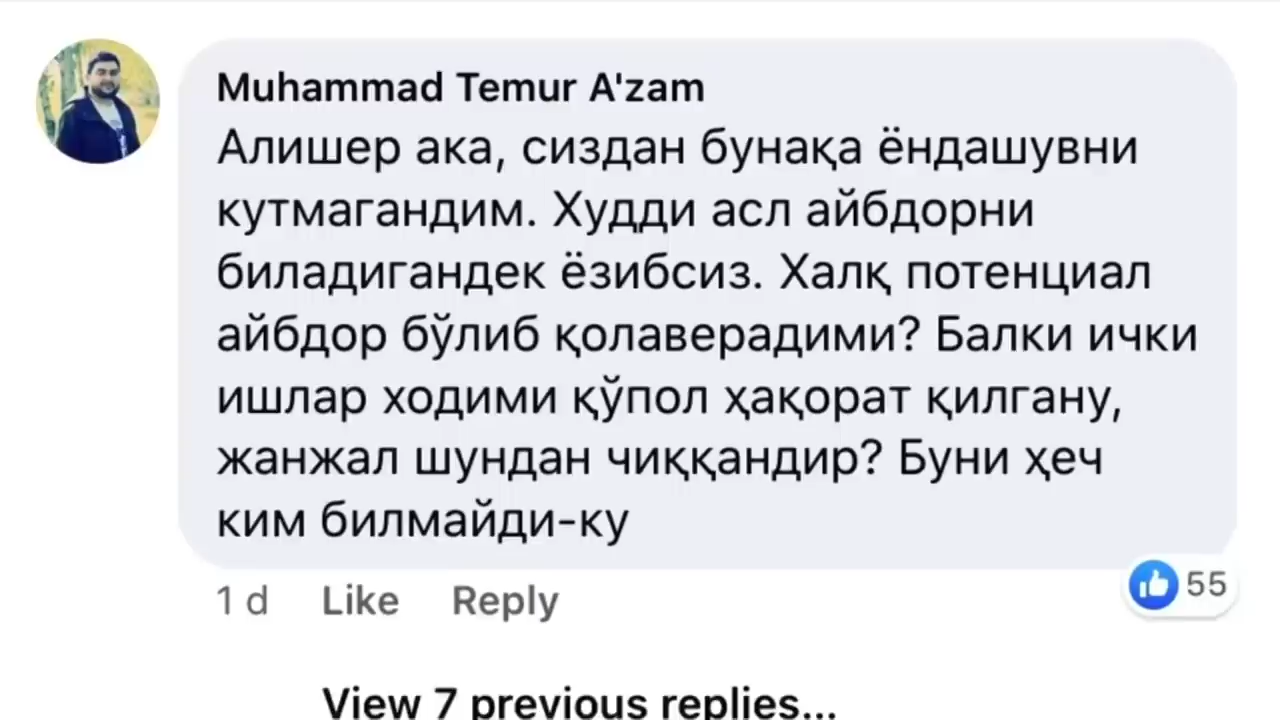 Muhammad Temur A'zam
Алишер ака, сиздан бунақа ёндашувни
кутмагандим. Худди асл айбдорни
биладигандек ёзибсиз. Халқ потенциал
айбдор бўлиб қолаверадими? Балки ички
ишлар ходими қўпол ҳақорат қилгану,
жанжал шундан чиққандир? Буни ҳеч
ким билмайди-ку
1 d Like Reply 55
View 7 previous replies...